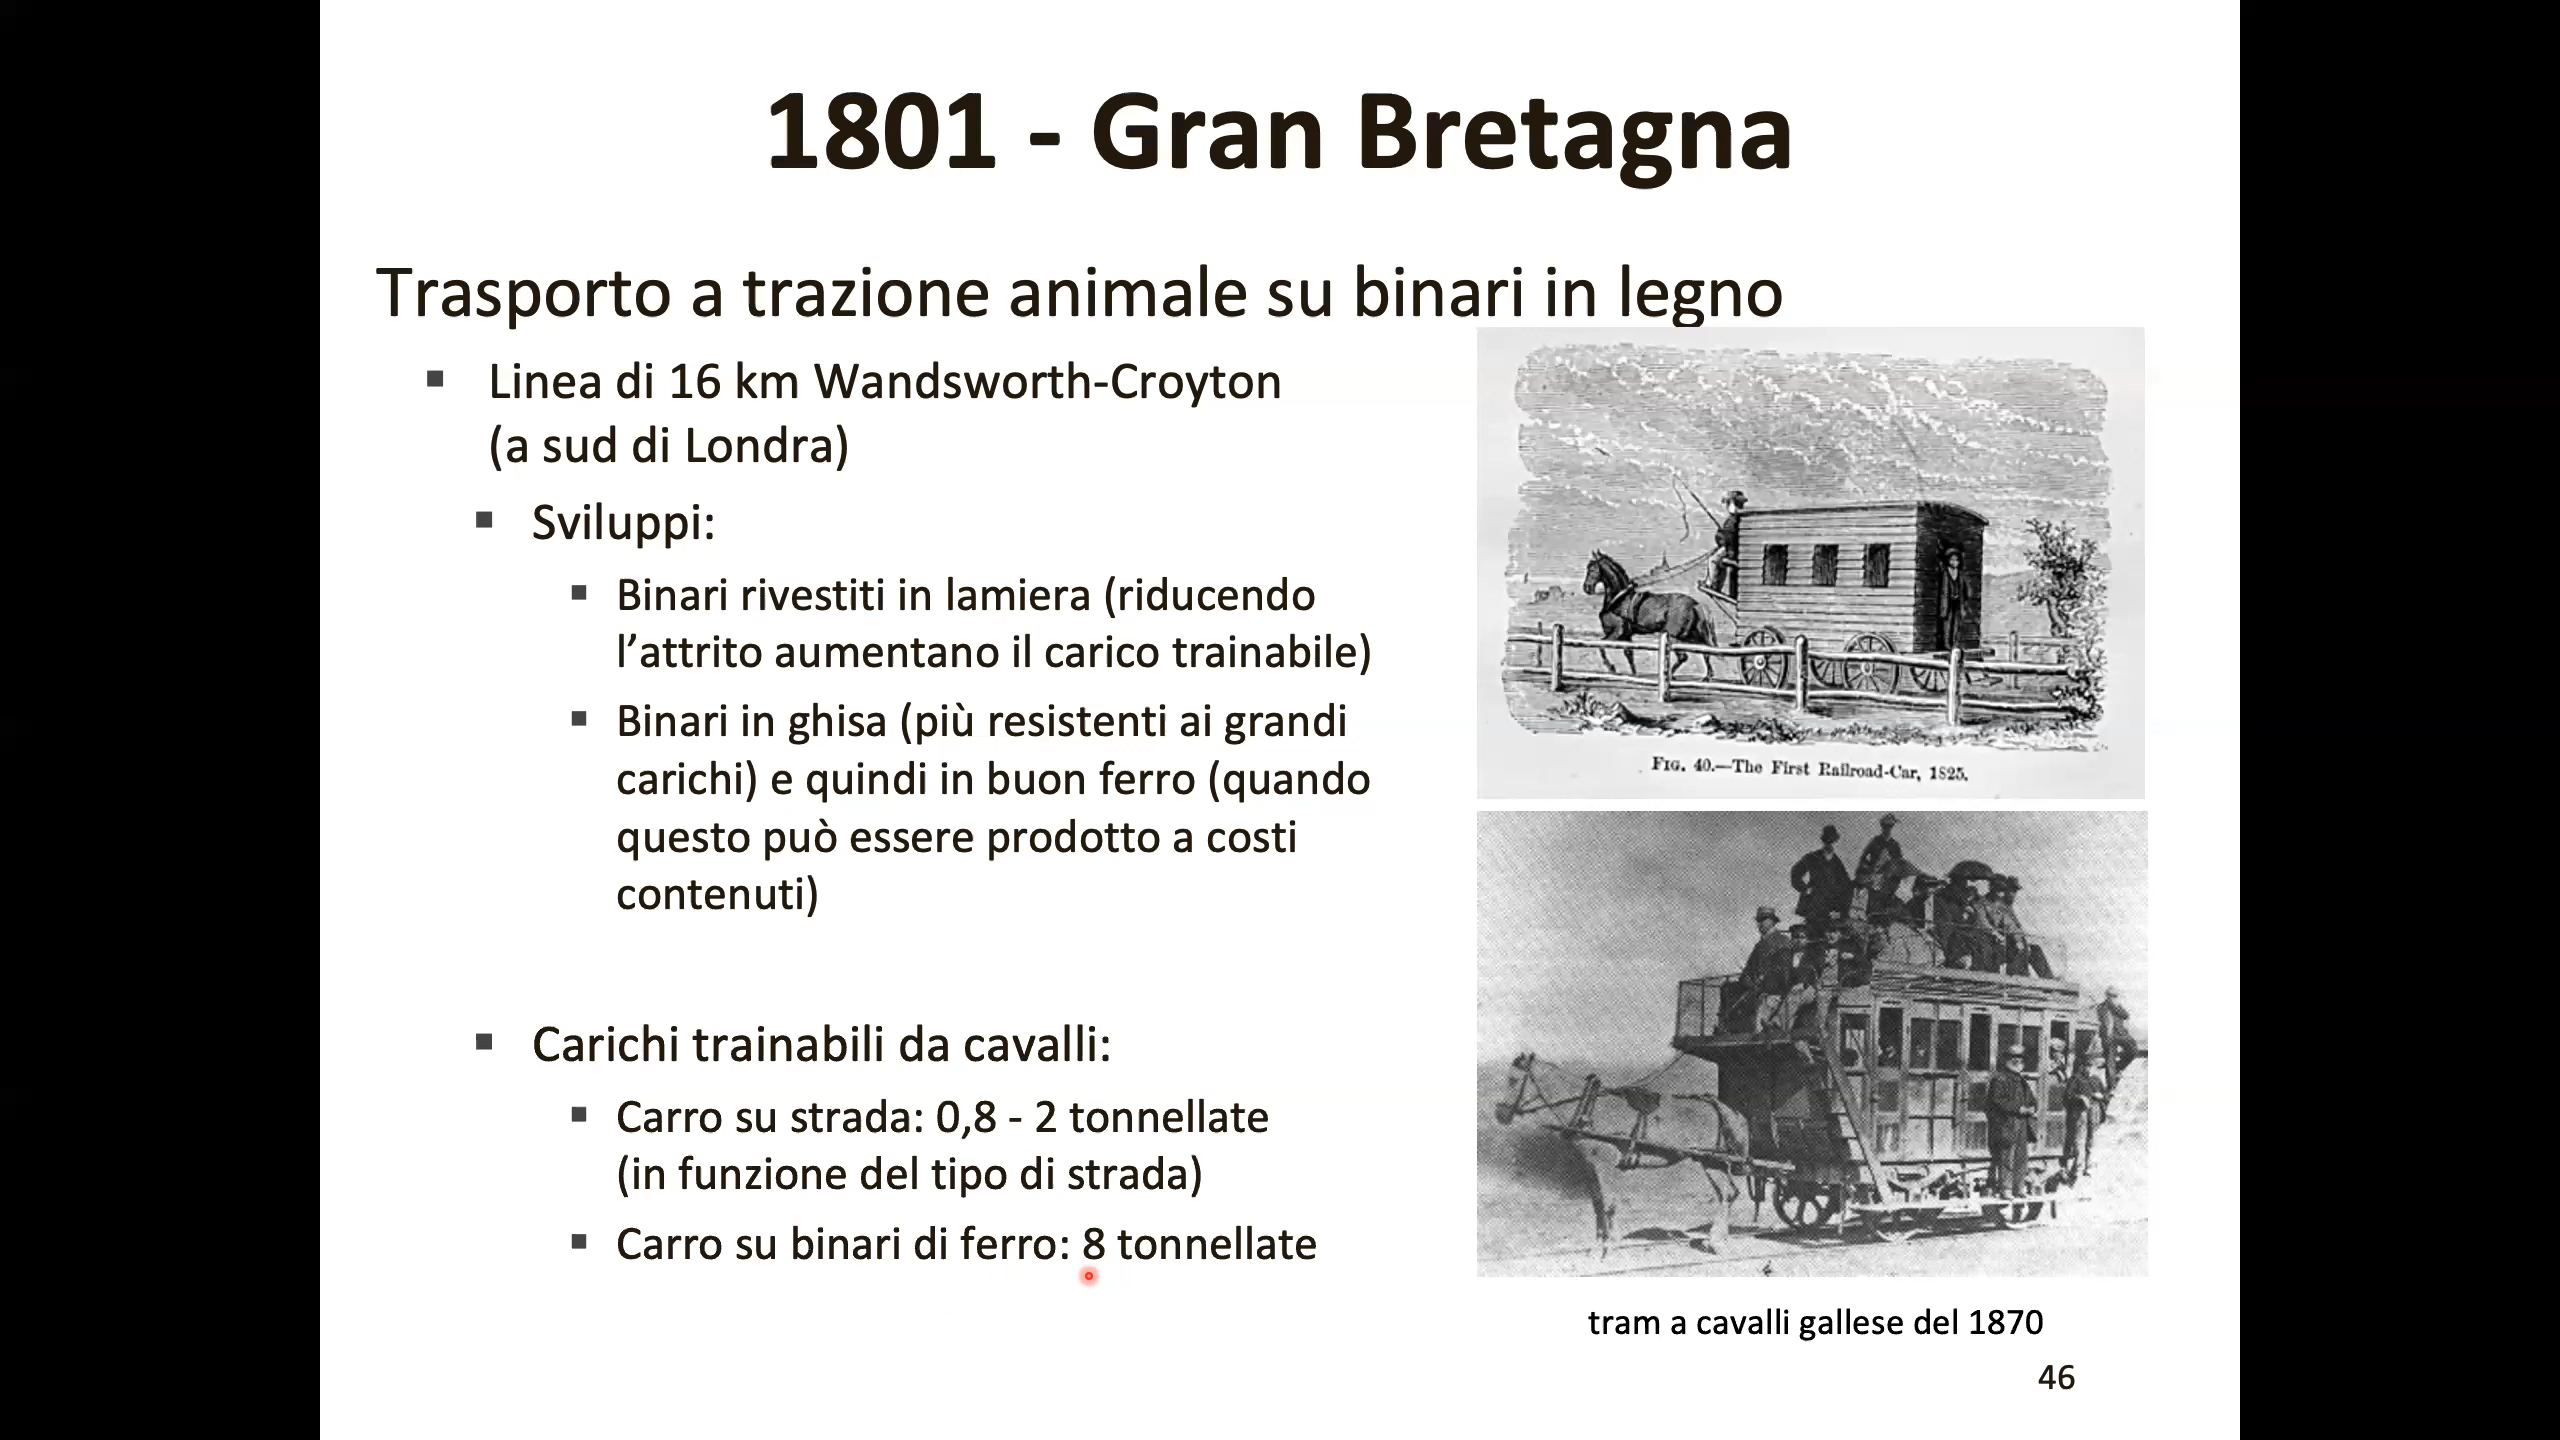 1801 - Gran Bretagna
Trasporto a trazione animale su binari in legno
▪ Linea di 16 km Wandsworth-Croyton
(a sud di Londra)
▪ Sviluppi:
▪ Binari rivestiti in lamiera (riducendo
l’attrito aumentano il carico trainabile)
▪ Binari in ghisa (più resistenti ai grandi
carichi) e quindi in buon ferro (quando
questo può essere prodotto a costi
contenuti)
▪ Carichi trainabili da cavalli:
▪ Carro su strada: 0,8 - 2 tonnellate
(in funzione del tipo di strada)
▪ Carro su binari di ferro: 8 tonnellate
Fig. 40.—The First Railroad-Car, 1825.
tram a cavalli gallese del 1870
46